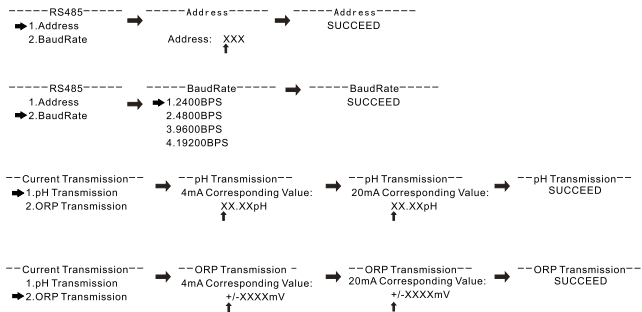 -----RS485-----
1.Address
2.BaudRate
-----Address-----
Address: XXX
-----Address-----
SUCCEED
-----RS485-----
1.Address
2.BaudRate
-----BaudRate-----
1.2400BPS
2.4800BPS
3.9600BPS
4.19200BPS
-----BaudRate-----
SUCCEED
--Current Transmission--
1.pH Transmission
2.ORP Transmission
--pH Transmission--
4mA Corresponding Value:
XX.XXpH
--pH Transmission--
20mA Corresponding Value:
XX.XXpH
--pH Transmission--
SUCCEED
--Current Transmission--
1.pH Transmission
2.ORP Transmission
--ORP Transmission -
4mA Corresponding Value:
+/-XXXXmV
--ORP Transmission--
20mA Corresponding Value:
+/-XXXXmV
--ORP Transmission--
SUCCEED